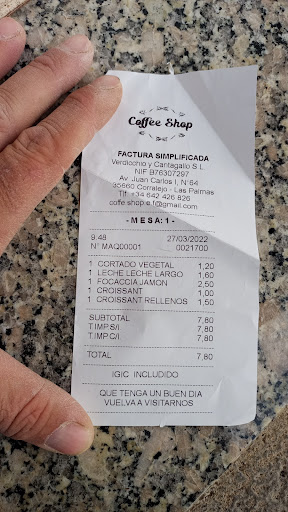 Coffee Shop
FACTURA SIMPLIFICADA
Verdicchio y Cantagallo S.L.
NIF B76307297
Av. Juan Carlos I, N°64
35660 Corralejo - Las Palmas
Tlf: +34 642 426 826
coffe.shop.e.f@gmail.com
- MESA: 1 -
9:48 27/03/2022
N° MAQ00001 0021700
1 CORTADO VEGETAL 1,20
1 LECHE LECHE LARGO 1,60
1 FOCACCIA JAMON 2,50
1 CROISSANT 1,00
1 CROISSANT RELLENOS 1,50
SUBTOTAL 7,80
T.IMP.S/I 7,80
T.IMP.C/I 7,80
TOTAL 7,80
IGIC INCLUDIDO
QUE TENGA UN BUEN DIA
VUELVA A VISITARNOS